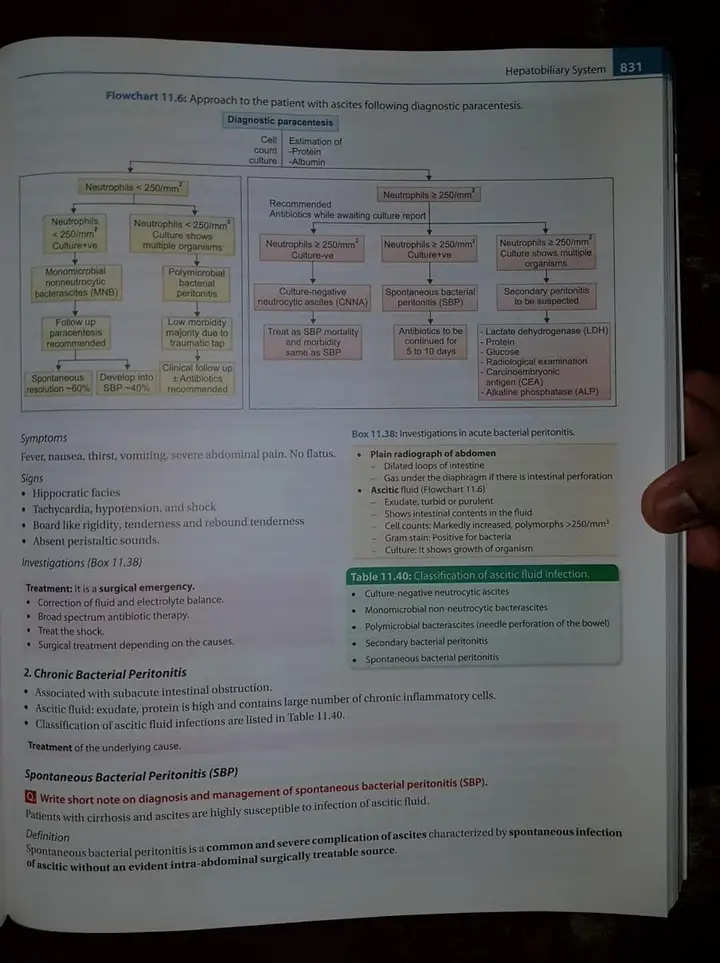 Hepatobiliary System 831
Flowchart 11.6: Approach to the patient with ascites following diagnostic paracentesis.
Diagnostic paracentesis
Cell
count
culture
Estimation of
-Protein
-Albumin
Neutrophils < 250/mm²
Neutrophils
< 250/mm²
Culture+ve
Monomicrobial
nonneutrocytic
bacterascites (MNB)
Follow up
paracentesis
recommended
Spontaneous
resolution ~60%
Develop into
SBP ~40%
Neutrophils < 250/mm²
Culture shows
multiple organisms
Polymicrobial
bacterial
peritonitis
Low morbidity
majority due to
traumatic tap
Clinical follow up
± Antibiotics
recommended
Neutrophils ≥ 250/mm²
Recommended
Antibiotics while awaiting culture report
Neutrophils ≥ 250/mm²
Culture-ve
Culture-negative
neutrocytic ascites (CNNA)
Treat as SBP mortality
and morbidity
same as SBP
Neutrophils ≥250/mm²
Culture+ve
Spontaneous bacterial
peritonitis (SBP)
Antibiotics to be
continued for
5 to 10 days
Neutrophils ≥ 250/mm²
Culture shows multiple
organisms
Secondary peritonitis
to be suspected
- Lactate dehydrogenase (LDH)
- Protein
- Glucose
- Radiological examination
- Carcinoembryonic
antigen (CEA)
- Alkaline phosphatase (ALP)
Symptoms
Fever, nausea, thirst, vomiting, severe abdominal pain. No flatus.
Signs
• Hippocratic facies
• Tachycardia, hypotension, and shock
• Board like rigidity, tenderness and rebound tenderness
• Absent peristaltic sounds.
Investigations (Box 11.38)
Treatment: It is a surgical emergency.
• Correction of fluid and electrolyte balance.
• Broad spectrum antibiotic therapy.
• Treat the shock.
• Surgical treatment depending on the causes.
Box 11.38: Investigations in acute bacterial peritonitis.
• Plain radiograph of abdomen
– Dilated loops of intestine
– Gas under the diaphragm if there is intestinal perforation
• Ascitic fluid (Flowchart 11.6)
– Exudate, turbid or purulent
– Shows intestinal contents in the fluid
– Cell counts: Markedly increased, polymorphs >250/mm³
– Gram stain: Positive for bacteria
– Culture: It shows growth of organism
Table 11.40: Classification of ascitic fluid infection.
• Culture-negative neutrocytic ascites
• Monomicrobial non-neutrocytic bacterascites
• Polymicrobial bacterascites (needle perforation of the bowel)
• Secondary bacterial peritonitis
• Spontaneous bacterial peritonitis
2. Chronic Bacterial Peritonitis
• Associated with subacute intestinal obstruction.
• Ascitic fluid: exudate, protein is high and contains large number of chronic inflammatory cells.
• Classification of ascitic fluid infections are listed in Table 11.40.
Treatment of the underlying cause.
Spontaneous Bacterial Peritonitis (SBP)
Q. Write short note on diagnosis and management of spontaneous bacterial peritonitis (SBP).
Patients with cirrhosis and ascites are highly susceptible to infection of ascitic fluid.
Definition
Spontaneous bacterial peritonitis is a common and severe complication of ascites characterized by spontaneous infection
of ascitic without an evident intra-abdominal surgically treatable source.